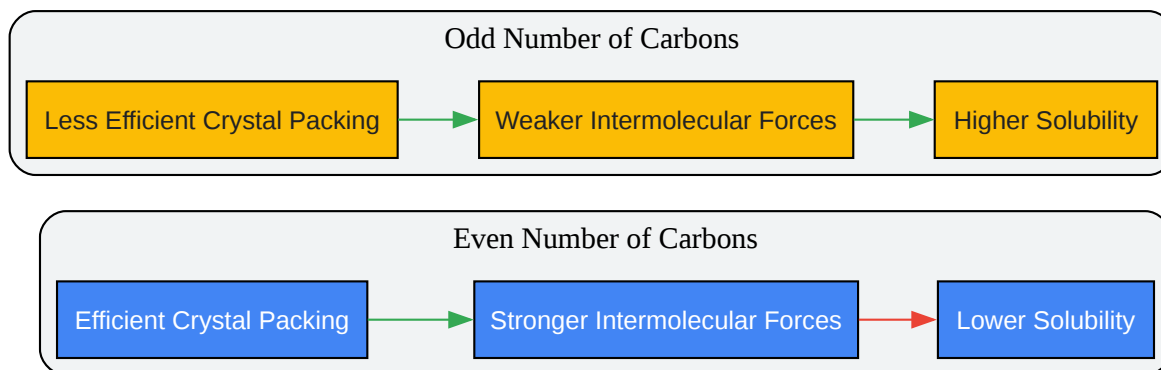 Odd Number of Carbons
Less Efficient Crystal Packing
Weaker Intermolecular Forces
Higher Solubility
Even Number of Carbons
Efficient Crystal Packing
Stronger Intermolecular Forces
Lower Solubility